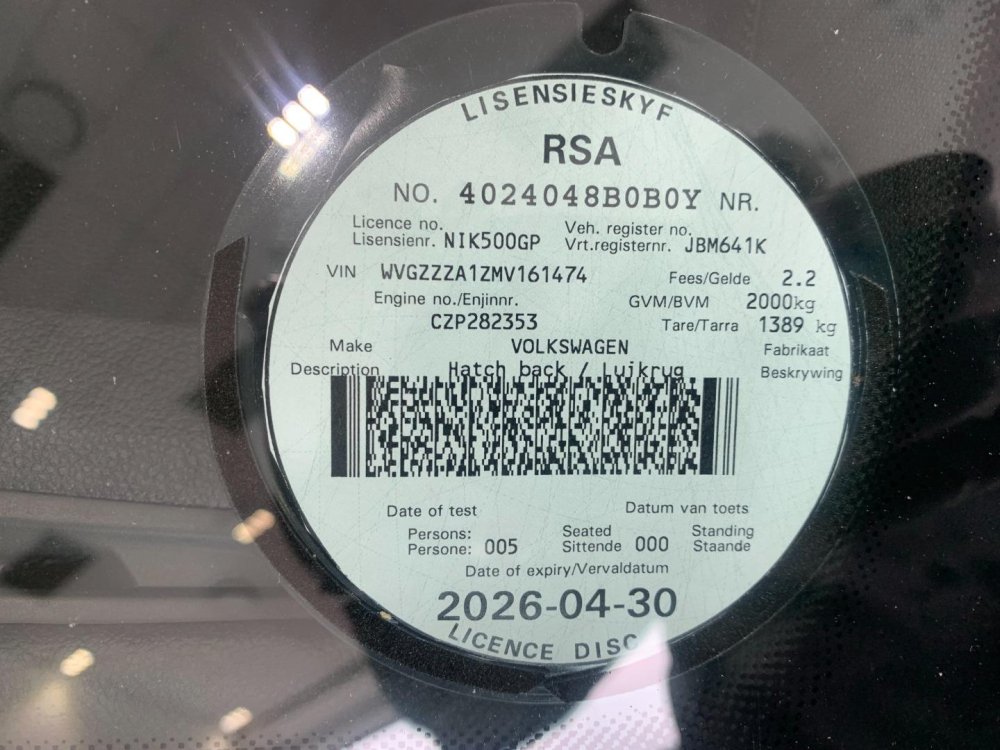 LISENSIESKYF
RSA
NO. 4024048B0B0Y NR.
Licence no. Veh. register no.
Lisensienr. NIK500GP Vrt.registernr. JBM641K
VIN WVGZZZA1ZMV161474 Fees/Gelde 2.2
Engine no./Enjinnr. GVM/BVM 2000kg
CZP282353 Tare/Tarra 1389 kg
Make VOLKSWAGEN Fabrikaat
Description Hatch back / Luikrug Beskrywing
Date of test Datum van toets
Persons: Seated Standing
Persone: 005 Sittende 000 Staande
Date of expiry/Vervaldatum
2026-04-30
LICENCE DISC